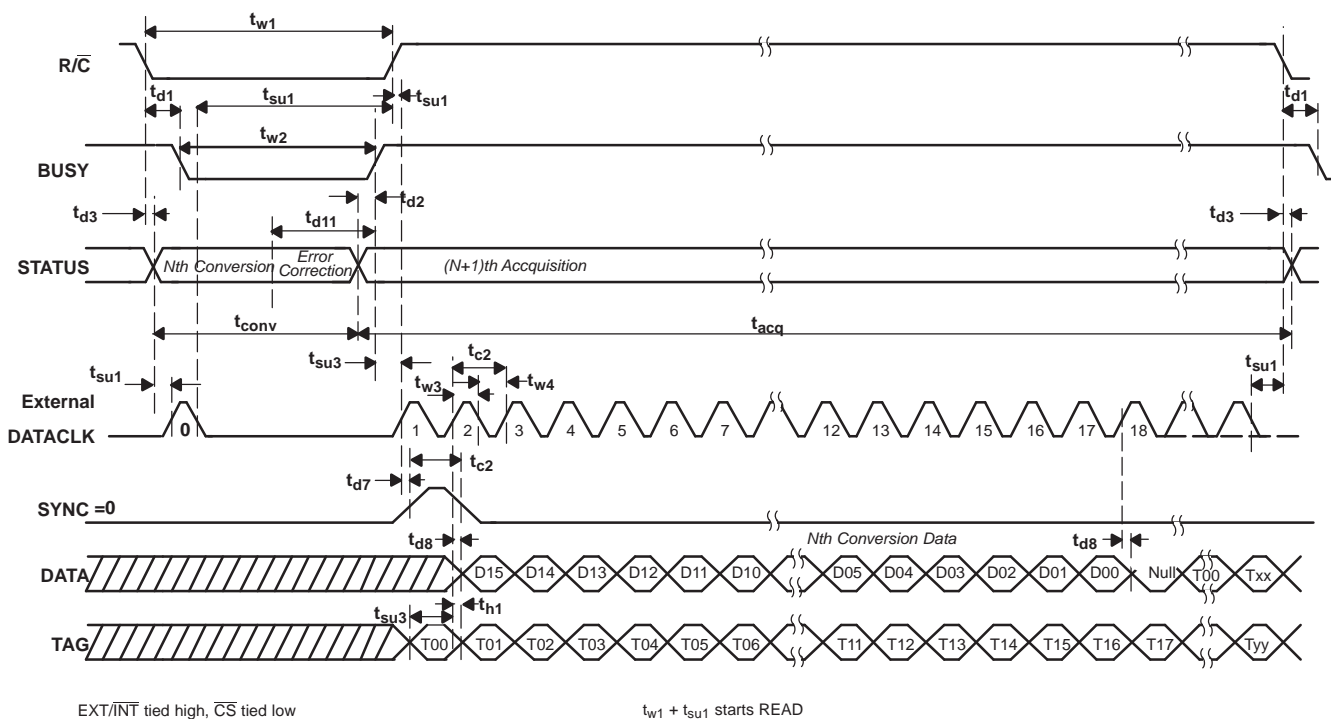 tw1
R/C
td1
tsu1
tsu1
td1
tw2
BUSY
td2
td3
td11
td3
STATUS
Nth Conversion
Error
Correction
(N+1)th Acquisition
tconv
tacq
tsu3
tc2
tsu1
tw3
tw4
tsu1
External
DATACLK
0 1 2 3 4 5 6 7 12 13 14 15 16 17 18
tc2
td7
SYNC =0
Nth Conversion Data
td8
td8
DATA
D15 D14 D13 D12 D11 D10 D05 D04 D03 D02 D01 D00 Null T00 Txx
tsu3
th1
TAG
T00 T01 T02 T03 T04 T05 T06 T11 T12 T13 T14 T15 T16 T17 Tyy
EXT/INT tied high, CS tied low
tw1 + tsu1 starts READ